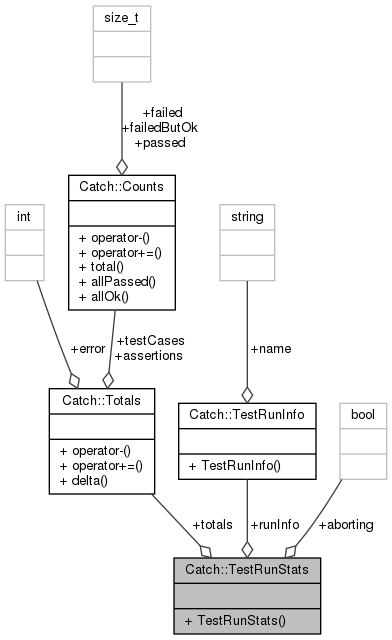 size_t
+failed
+failedButOk
+passed
Catch::Counts
+ operator-()
+ operator+=()
+ total()
+ allPassed()
+ allOk()
int
string
+error
+testCases
+assertions
+name
Catch::Totals
+ operator-()
+ operator+=()
+ delta()
Catch::TestRunInfo
+ TestRunInfo()
bool
+totals
+runInfo
+aborting
Catch::TestRunStats
+ TestRunStats()